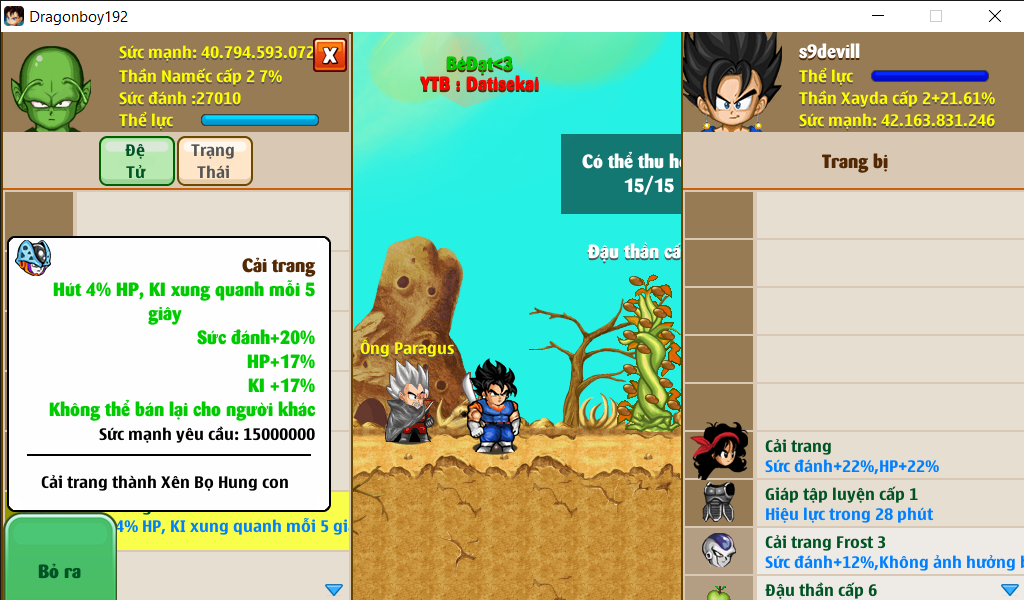 Dragonboy192
Sức mạnh: 40.794.593.072
X
Thần Namếc cấp 2 7%
Sức đánh :27010
Thể lực
Đệ
Tử
Trạng
Thái
Cải trang
Hút 4% HP, KI xung quanh mỗi 5
giây
Sức đánh+20%
HP+17%
KI +17%
Không thể bán lại cho người khác
Sức mạnh yêu cầu: 15000000
Cải trang thành Xên Bọ Hung con
4% HP, KI xung quanh mỗi 5 gi
Bỏ ra
BéĐạt<3
YTB : Datisekai
Có thể thu h
15/15
Đậu thần cấ
Ông Paragus
s9devill
Thể lực
Thần Xayda cấp 2+21.61%
Sức mạnh: 42.163.831.246
Trang bị
Cải trang
Sức đánh+22%,HP+22%
Giáp tập luyện cấp 1
Hiệu lực trong 28 phút
Cải trang Frost 3
Sức đánh+12%,Không ảnh hưởng b
Đậu thần cấp 6